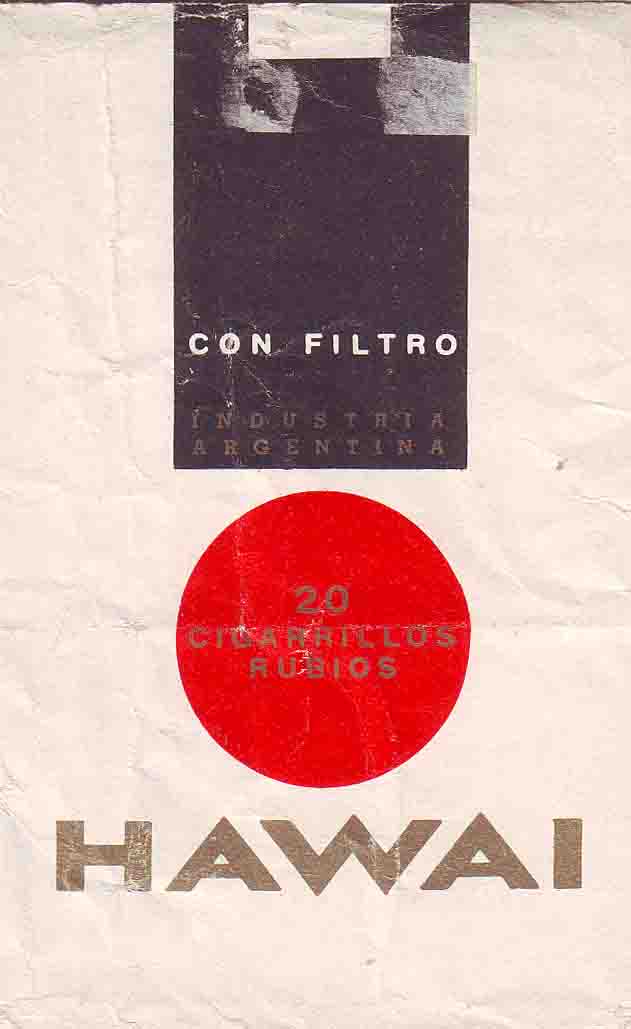 CON FILTRO
INDUSTRIA
ARGENTINA
20
CIGARRILLOS
RUBIOS
HAWAI